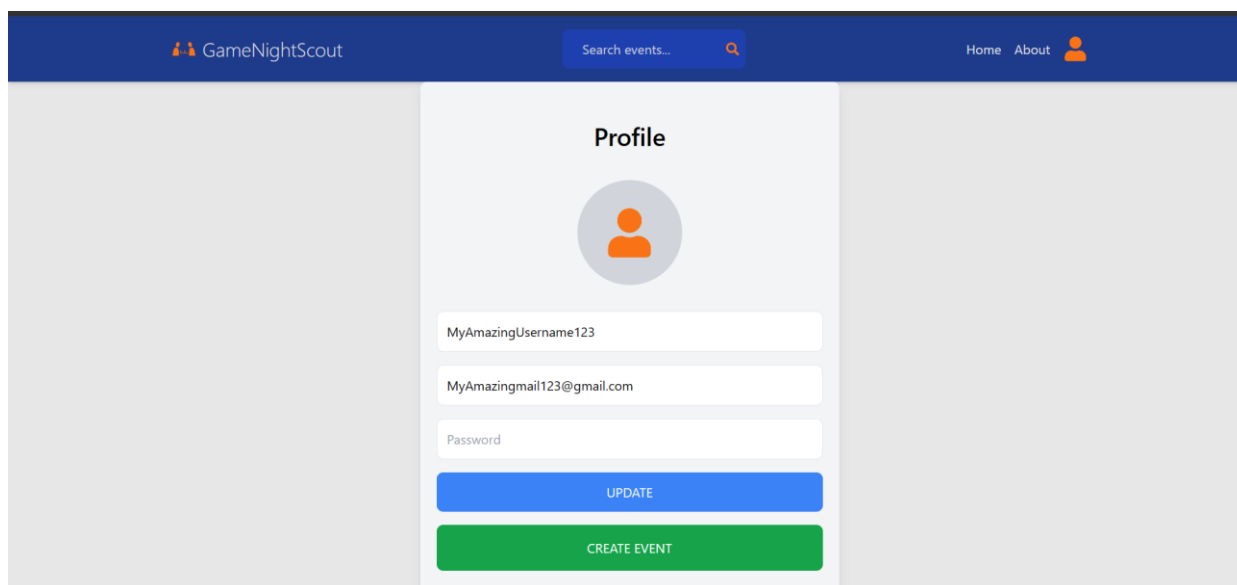 GameNightScout
Search events...
Home About
Profile
MyAmazingUsername123
MyAmazingmail123@gmail.com
Password
UPDATE
CREATE EVENT